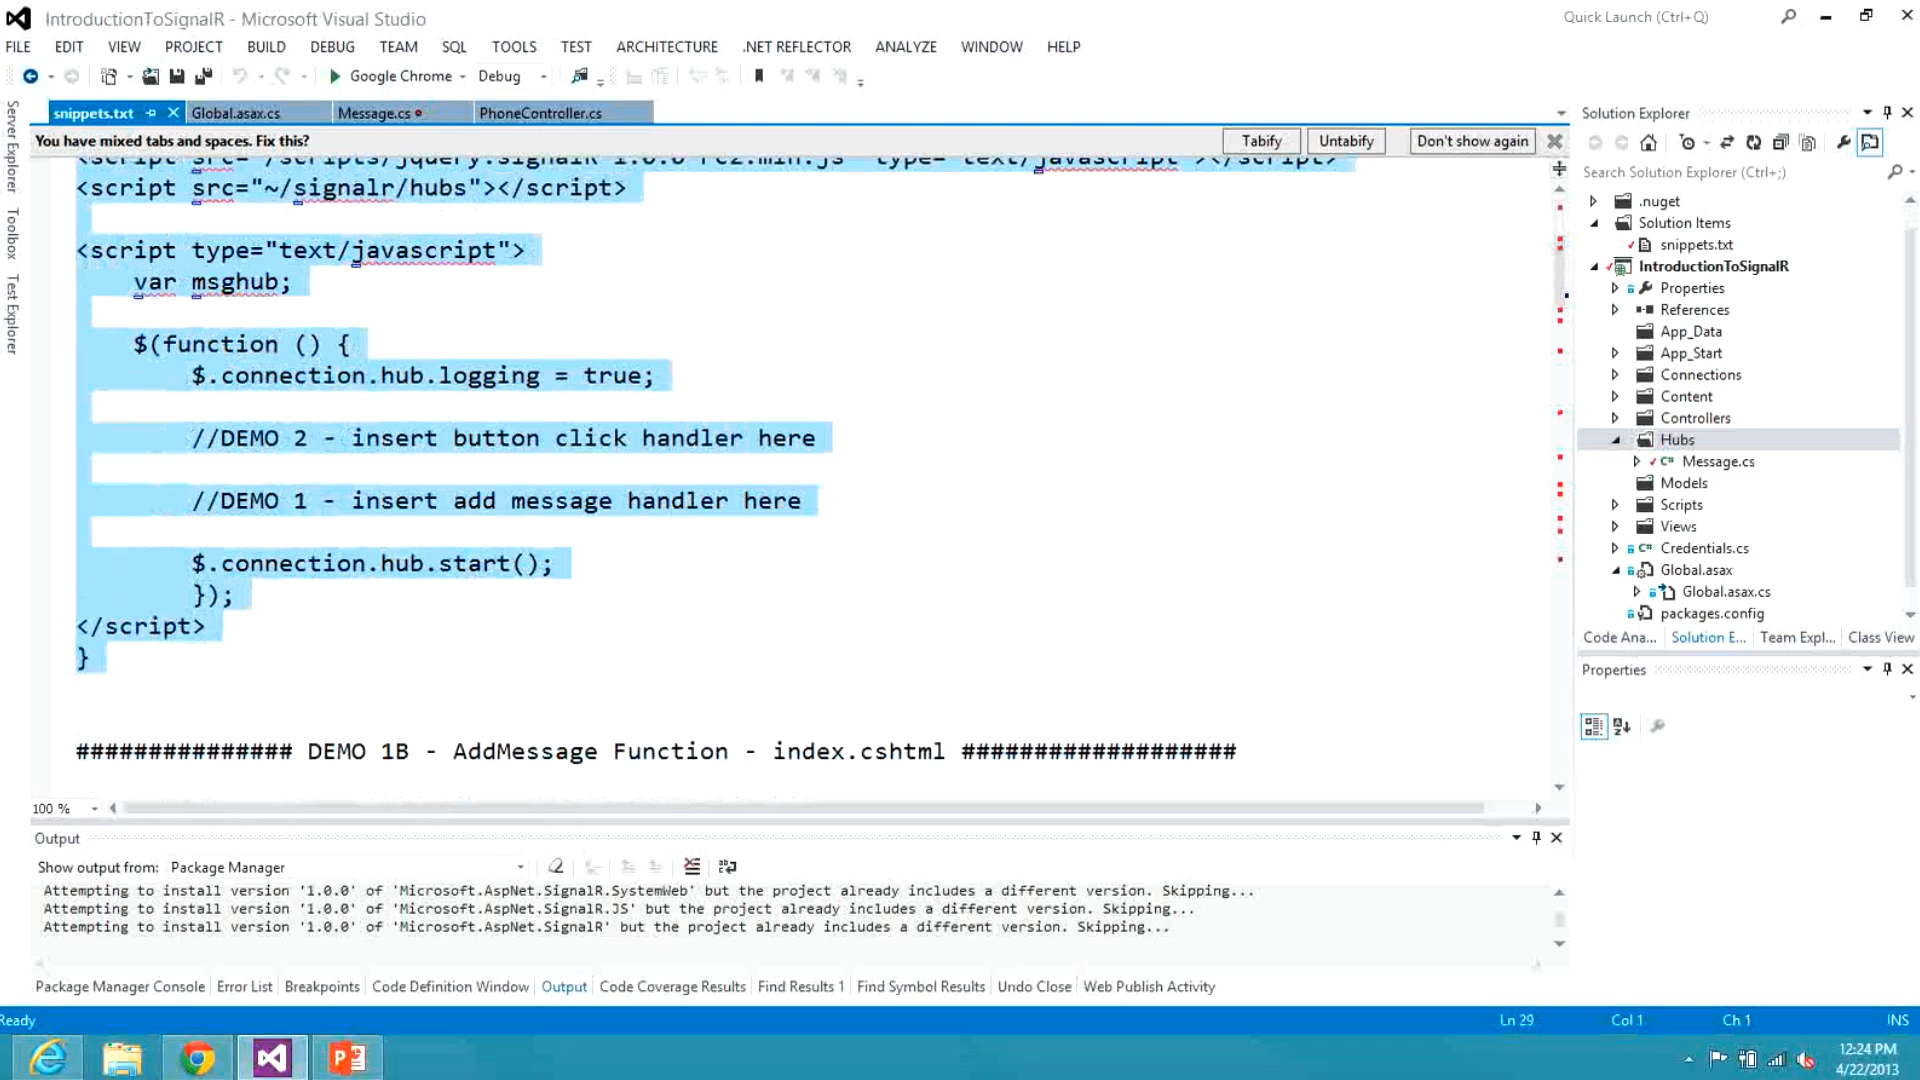 IntroductionToSignalR - Microsoft Visual Studio
Quick Launch (Ctrl+Q)
FILE EDIT VIEW PROJECT BUILD DEBUG TEAM SQL TOOLS TEST ARCHITECTURE .NET REFLECTOR ANALYZE WINDOW HELP
Google Chrome Debug
snippets.txt Global.asax.cs Message.cs PhoneController.cs
You have mixed tabs and spaces. Fix this? Tabify Untabify Don't show again
<script src="~/signalr/hubs"></script>
<script type="text/javascript">
var msghub;
$(function () {
$.connection.hub.logging = true;
//DEMO 2 - insert button click handler here
//DEMO 1 - insert add message handler here
$.connection.hub.start();
});
</script>
}
############### DEMO 1B - AddMessage Function - index.cshtml ###################
100 %
Server Explorer
Toolbox
Test Explorer
Solution Explorer
Search Solution Explorer (Ctrl+;)
.nuget
Solution Items
snippets.txt
IntroductionToSignalR
Properties
References
App_Data
App_Start
Connections
Content
Controllers
Hubs
Message.cs
Models
Scripts
Views
Credentials.cs
Global.asax
Global.asax.cs
packages.config
Code Ana... Solution E... Team Expl... Class View
Properties
Output
Show output from: Package Manager
Attempting to install version '1.0.0' of 'Microsoft.AspNet.SignalR.SystemWeb' but the project already includes a different version. Skipping...
Attempting to install version '1.0.0' of 'Microsoft.AspNet.SignalR.JS' but the project already includes a different version. Skipping...
Attempting to install version '1.0.0' of 'Microsoft.AspNet.SignalR' but the project already includes a different version. Skipping...
Package Manager Console Error List Breakpoints Code Definition Window Output Code Coverage Results Find Results 1 Find Symbol Results Undo Close Web Publish Activity
Ready Ln 29 Col 1 Ch 1 INS
12:24 PM
4/22/2013